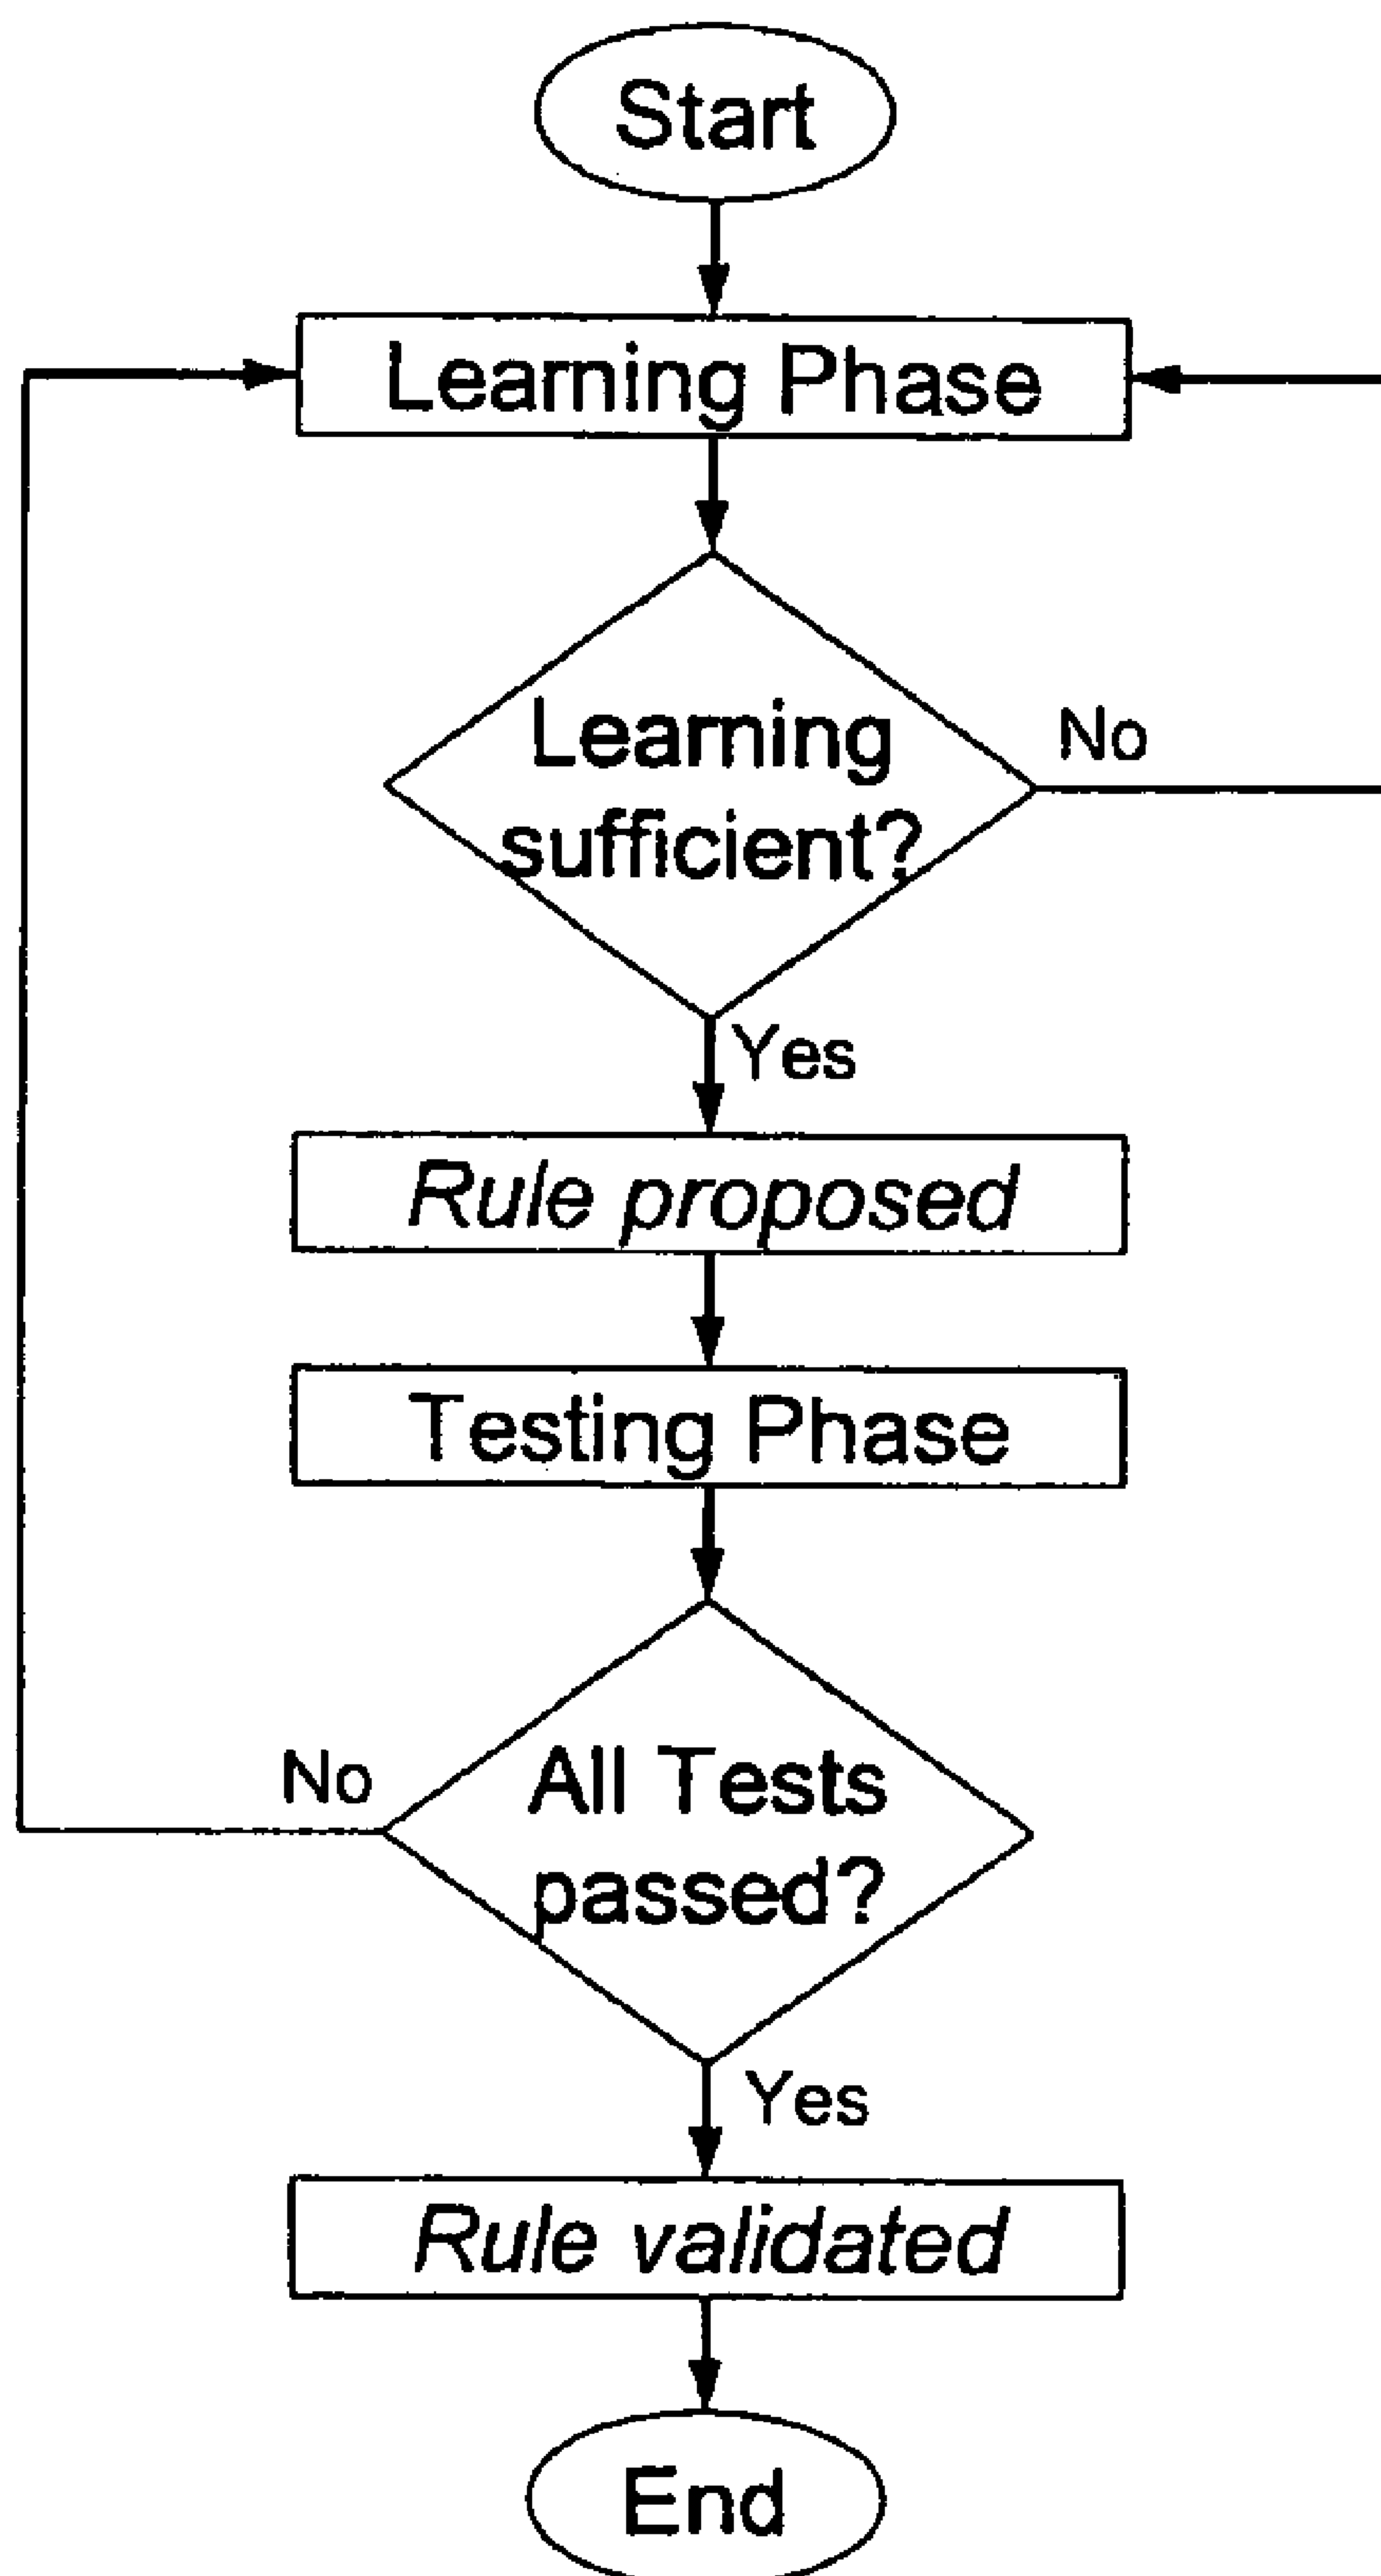 Start
Learning Phase
Learning
sufficient?
No
Yes
Rule proposed
Testing Phase
No
All Tests
passed?
Yes
Rule validated
End